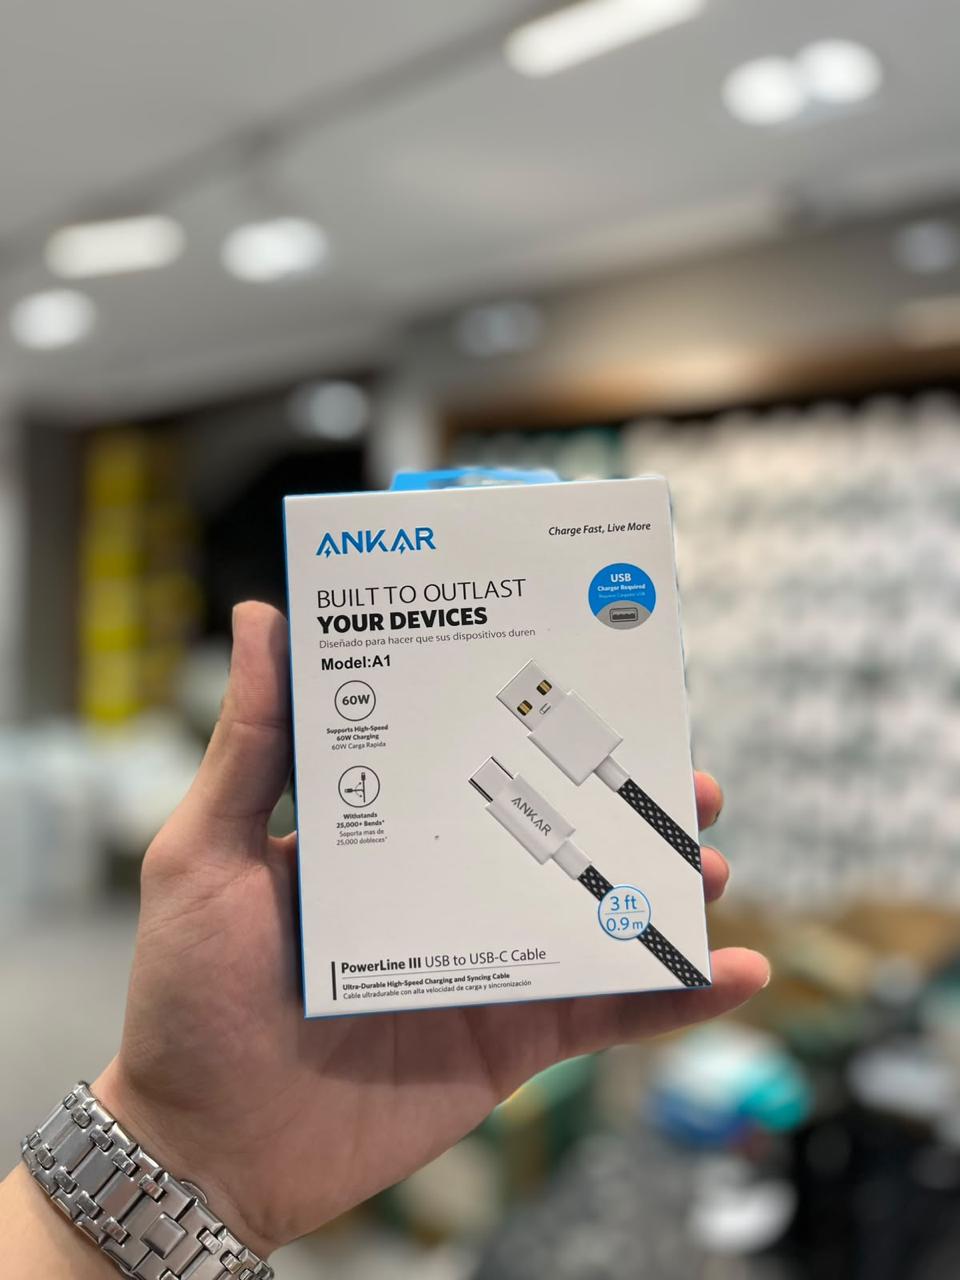 ANKAR
Charge Fast, Live More
BUILT TO OUTLAST
YOUR DEVICES
Diseñado para hacer que sus dispositivos duren
Model:A1
USB
Charger Required
60W
Supports High-Speed
60W Charging
60W Carga Rapida
Withstands
25,000+ Bends*
Soporta mas de
25,000 dobleces*
ANKAR
3 ft
0.9 m
PowerLine III USB to USB-C Cable
Ultra-Durable High-Speed Charging and Syncing Cable
Cable ultradurable con alta velocidad de carga y sincronización